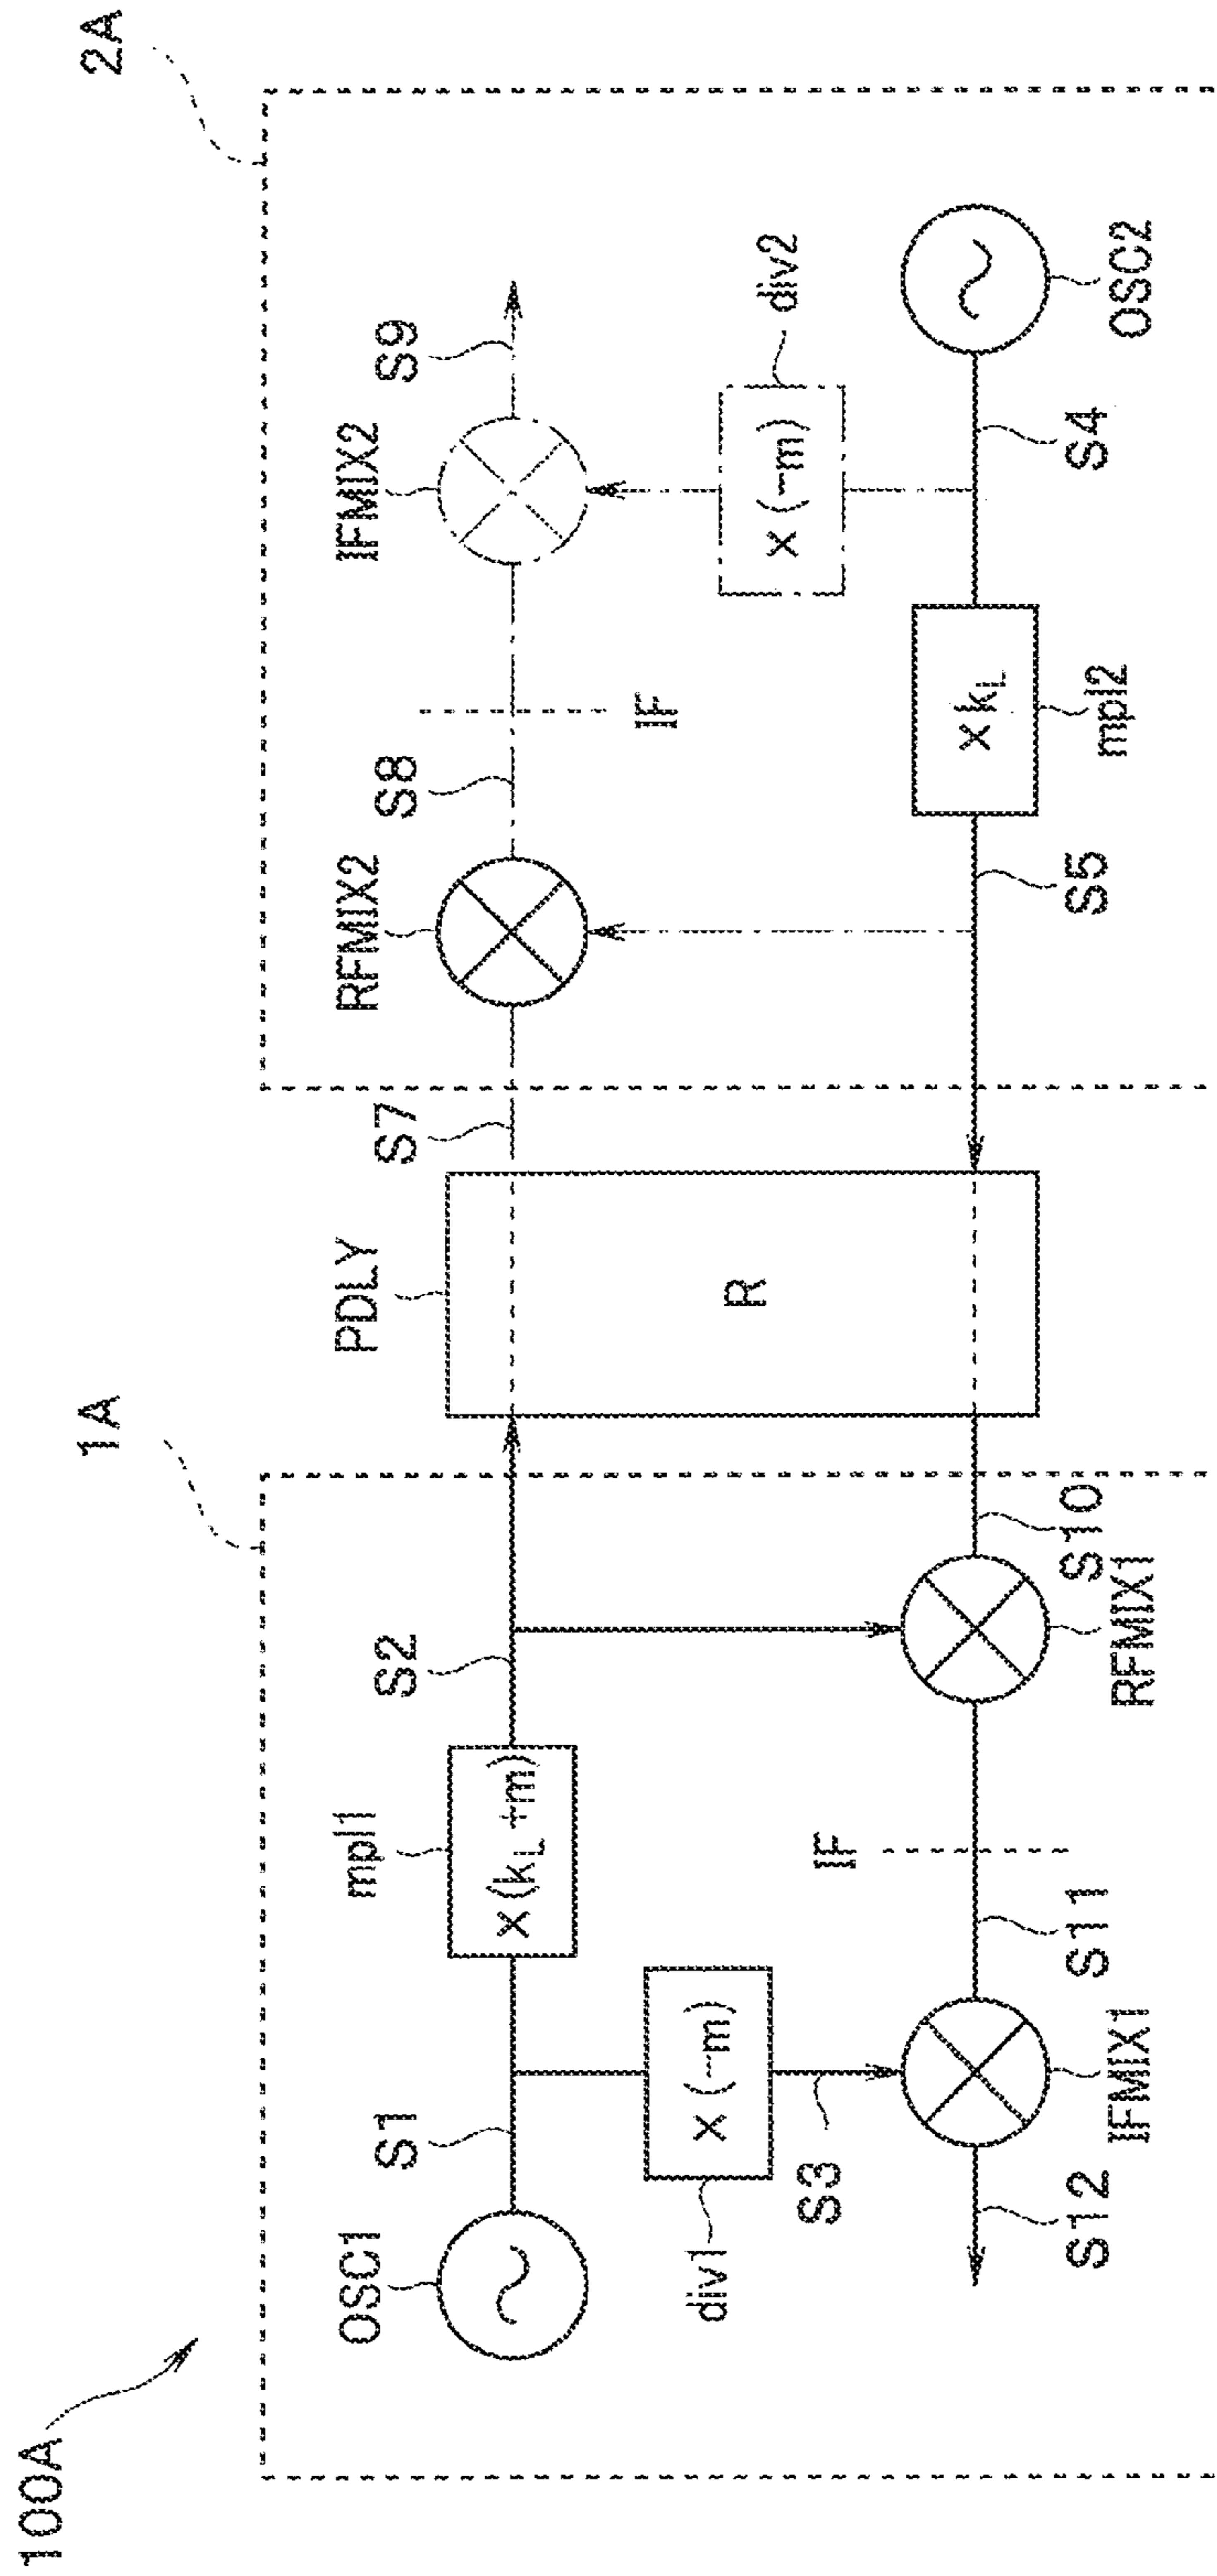 100A
1A
2A
OSC1
S1
mpl1
x (kL +m)
S2
PDLY
R
S7
RFMIX2
S8
IF
IFMIX2
S9
div1
x (-m)
S3
IF
x (-m)
div2
S12
IFMIX1
S11
RFMIX1
S10
S5
x kL
mpl2
S4
OSC2